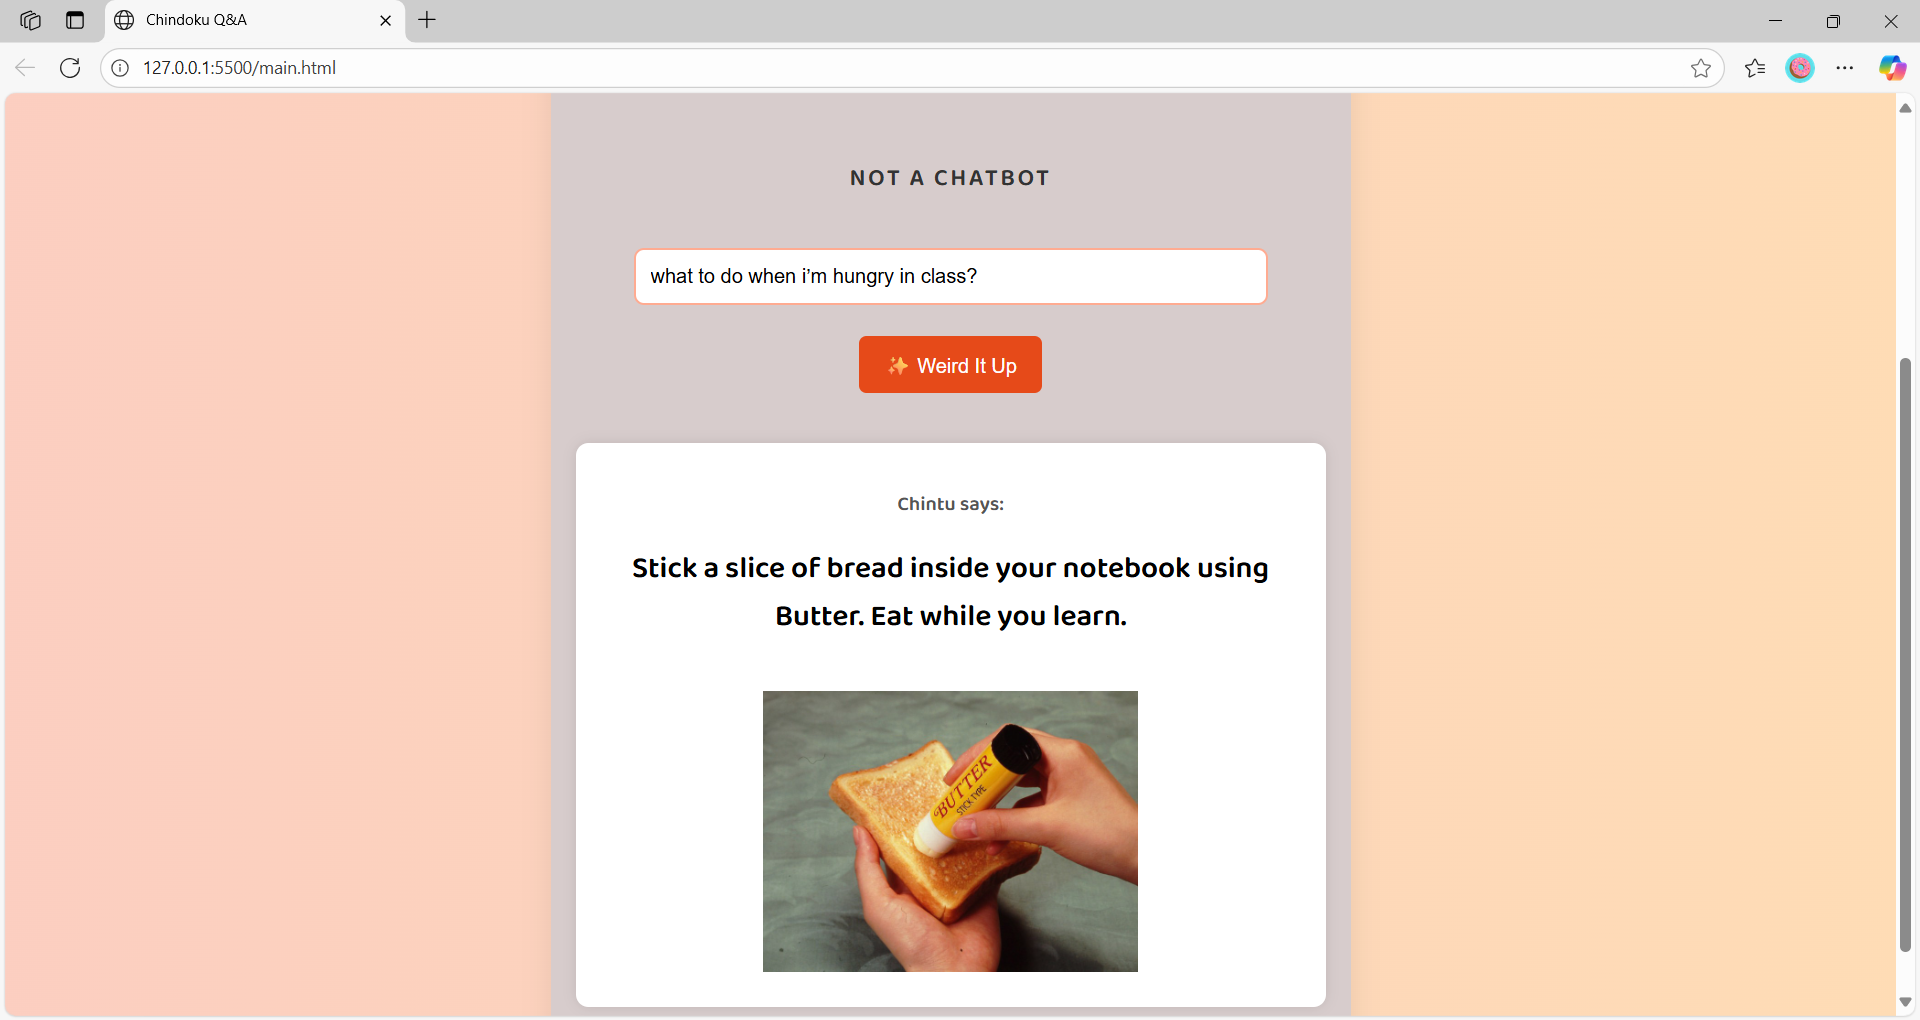 Chindoku Q&A
127.0.0.1:5500/main.html
NOT A CHATBOT
what to do when i’m hungry in class?
✨ Weird It Up
Chintu says:
Stick a slice of bread inside your notebook using
Butter. Eat while you learn.
BUTTER
STICK TYPE